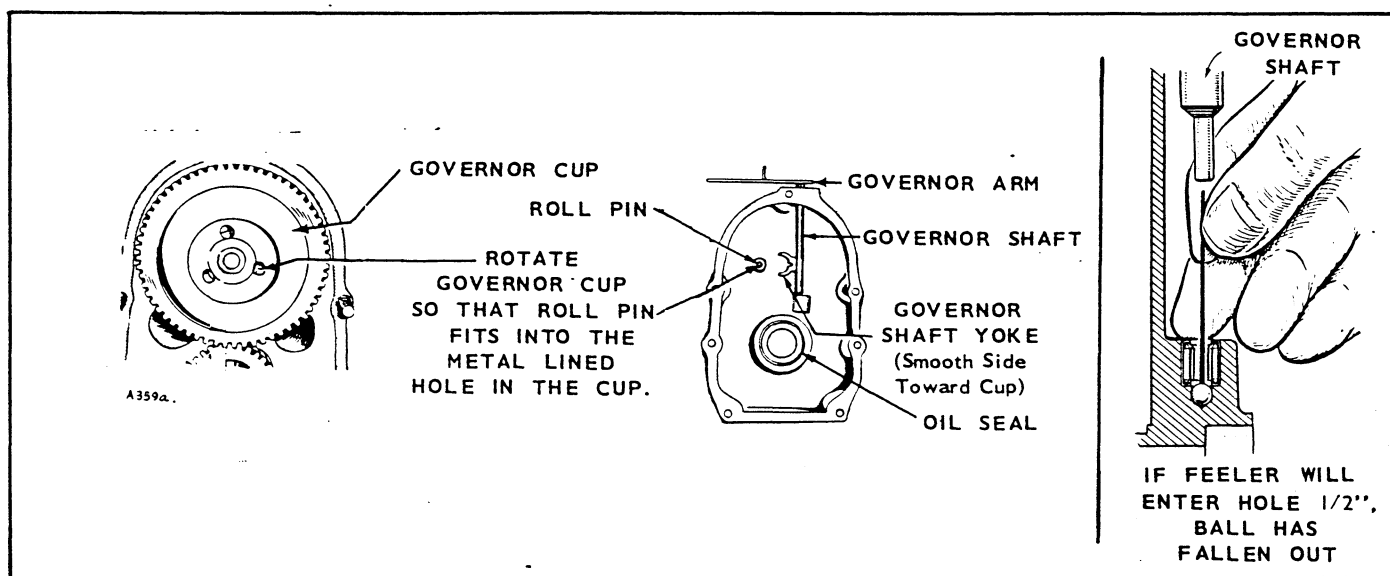 GOVERNOR CUP
ROLL PIN
ROTATE
GOVERNOR CUP
SO THAT ROLL PIN
FITS INTO THE
METAL LINED
HOLE IN THE CUP.
A359a.
GOVERNOR ARM
GOVERNOR SHAFT
GOVERNOR
SHAFT YOKE
(Smooth Side
Toward Cup)
OIL SEAL
GOVERNOR
SHAFT
IF FEELER WILL
ENTER HOLE 1/2",
BALL HAS
FALLEN OUT